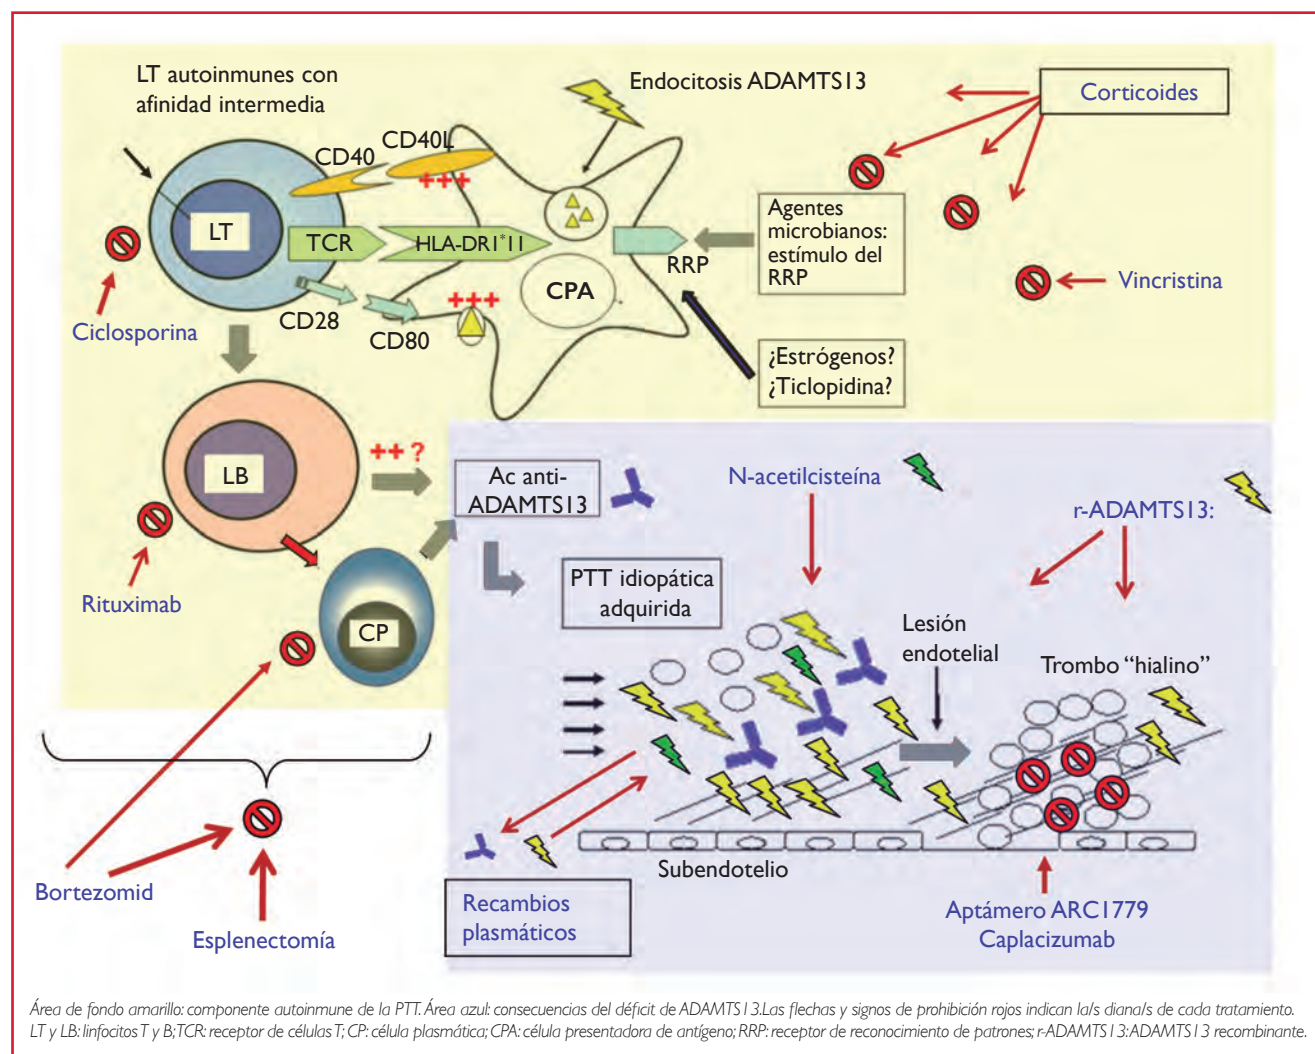 LT autoinmunes con
afinidad intermedia
Endocitosis ADAMTS13
Corticoides
CD40
CD40L
+++
LT
TCR
HLA-DR1*11
RRP
Agentes
microbianos:
estímulo del
RRP
CPA
+++
Vincristina
Ciclosporina
CD28
CD80
¿Estrógenos?
¿Ticlopidina?
LB
++ ?
Ac anti-
ADAMTS13
N-acetilcisteína
r-ADAMTS13:
Rituximab
CP
PTT idiopática
adquirida
Lesión
endotelial
Trombo “hialino”
Subendotelio
Bortezomid
Esplenectomía
Recambios
plasmáticos
Aptámero ARC1779
Caplacizumab
Área de fondo amarillo: componente autoinmune de la PTT. Área azul: consecuencias del déficit de ADAMTS13.Las flechas y signos de prohibición rojos indican la/s diana/s de cada tratamiento.
LT y LB: linfocitos T y B; TCR: receptor de células T; CP: célula plasmática; CPA: célula presentadora de antígeno; RRP: receptor de reconocimiento de patrones; r-ADAMTS13: ADAMTS13 recombinante.